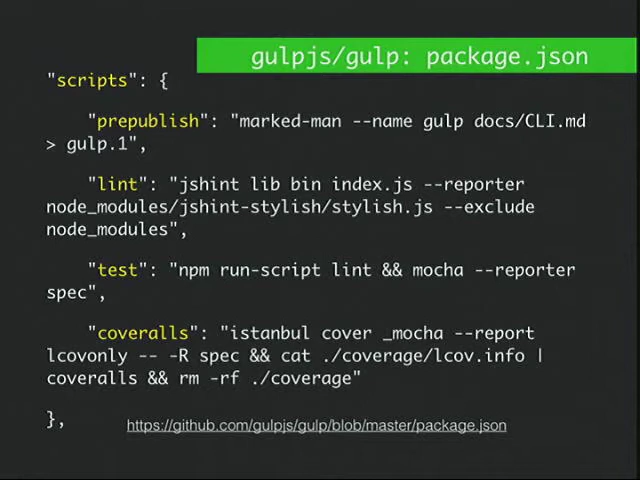 gulpjs/gulp: package.json
"scripts": {
"prepublish": "marked-man --name gulp docs/CLI.md
> gulp.1",
"lint": "jshint lib bin index.js --reporter
node_modules/jshint-stylish/stylish.js --exclude
node_modules",
"test": "npm run-script lint && mocha --reporter
spec",
"coveralls": "istanbul cover _mocha --report
lcovonly -- -R spec && cat ./coverage/lcov.info |
coveralls && rm -rf ./coverage"
},
https://github.com/gulpjs/gulp/blob/master/package.json